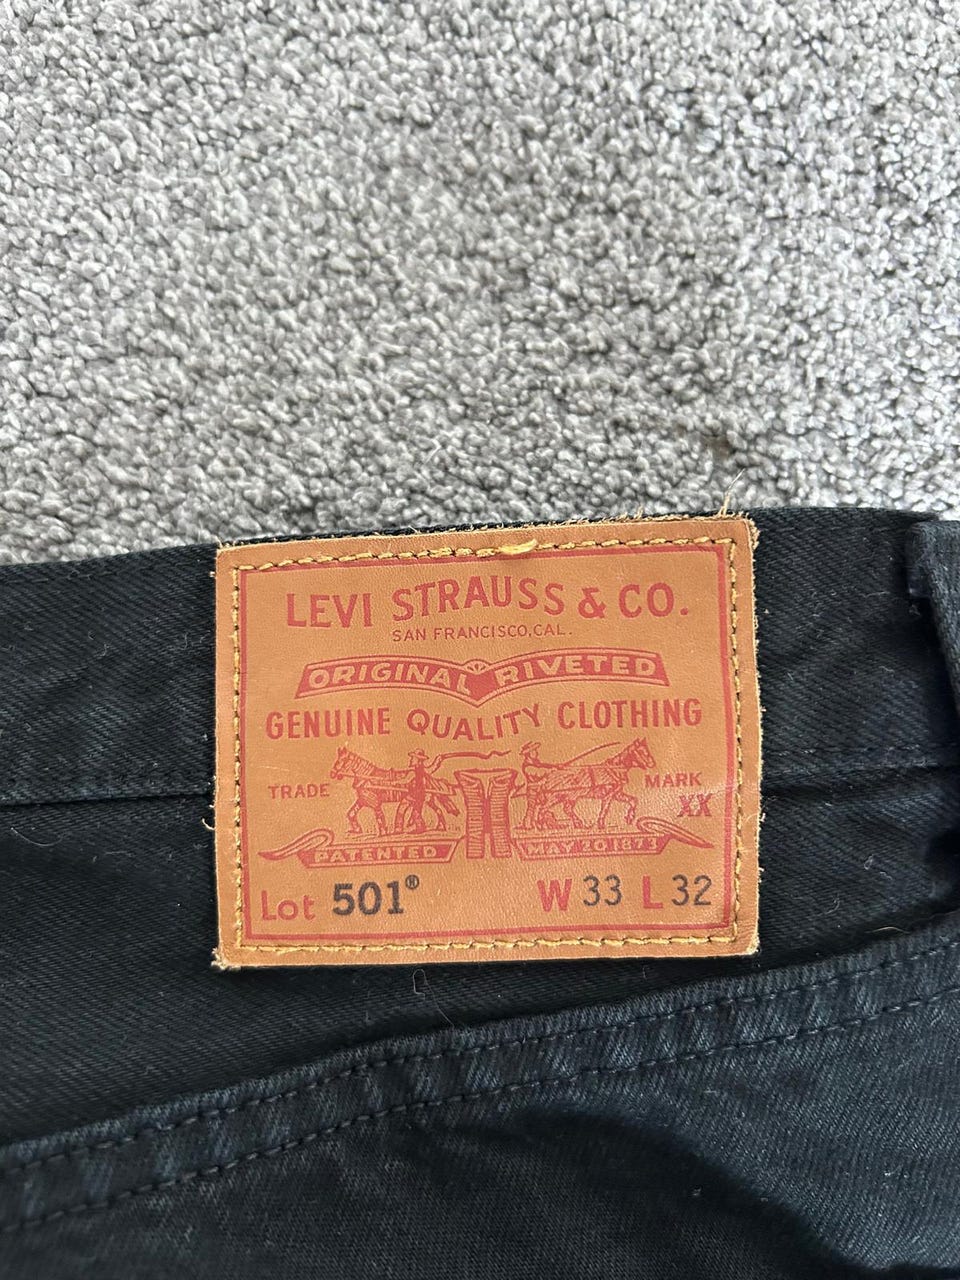 LEVI STRAUSS & CO.
SAN FRANCISCO, CAL.
ORIGINAL RIVETED
GENUINE QUALITY CLOTHING
TRADE MARK
XX
PATENTED MAY 20 1873
Lot 501® W 33 L 32